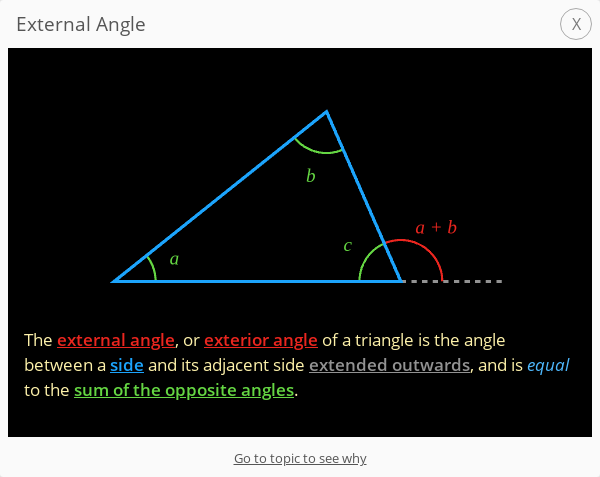 External Angle
X
b
a + b
c
a
The external angle, or exterior angle of a triangle is the angle
between a side and its adjacent side extended outwards, and is equal
to the sum of the opposite angles.
Go to topic to see why